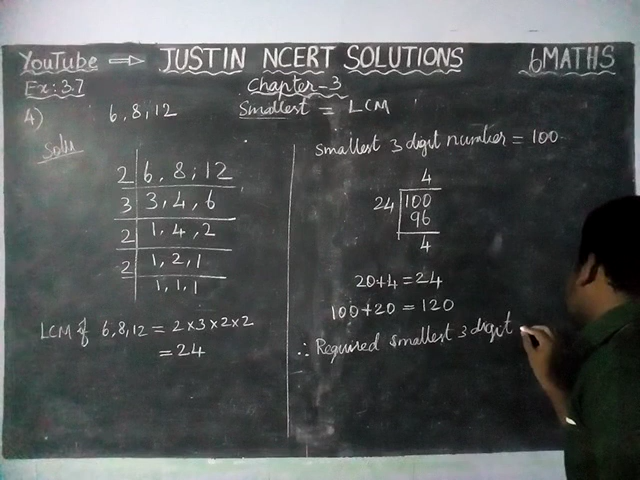 YouTube ⇒ JUSTIN NCERT SOLUTIONS 6 MATHS
Ex: 3.7 Chapter-3
4) 6, 8, 12 Smallest = LCM
Soln
2 | 6, 8, 12
3 | 3, 4, 6
2 | 1, 4, 2
2 | 1, 2, 1
1, 1, 1
LCM of 6, 8, 12 = 2×3×2×2
= 24
Smallest 3 digit number = 100.
4
24 | 100
96
4
20+4 = 24
100+20 = 120
∴ Required smallest 3 digit